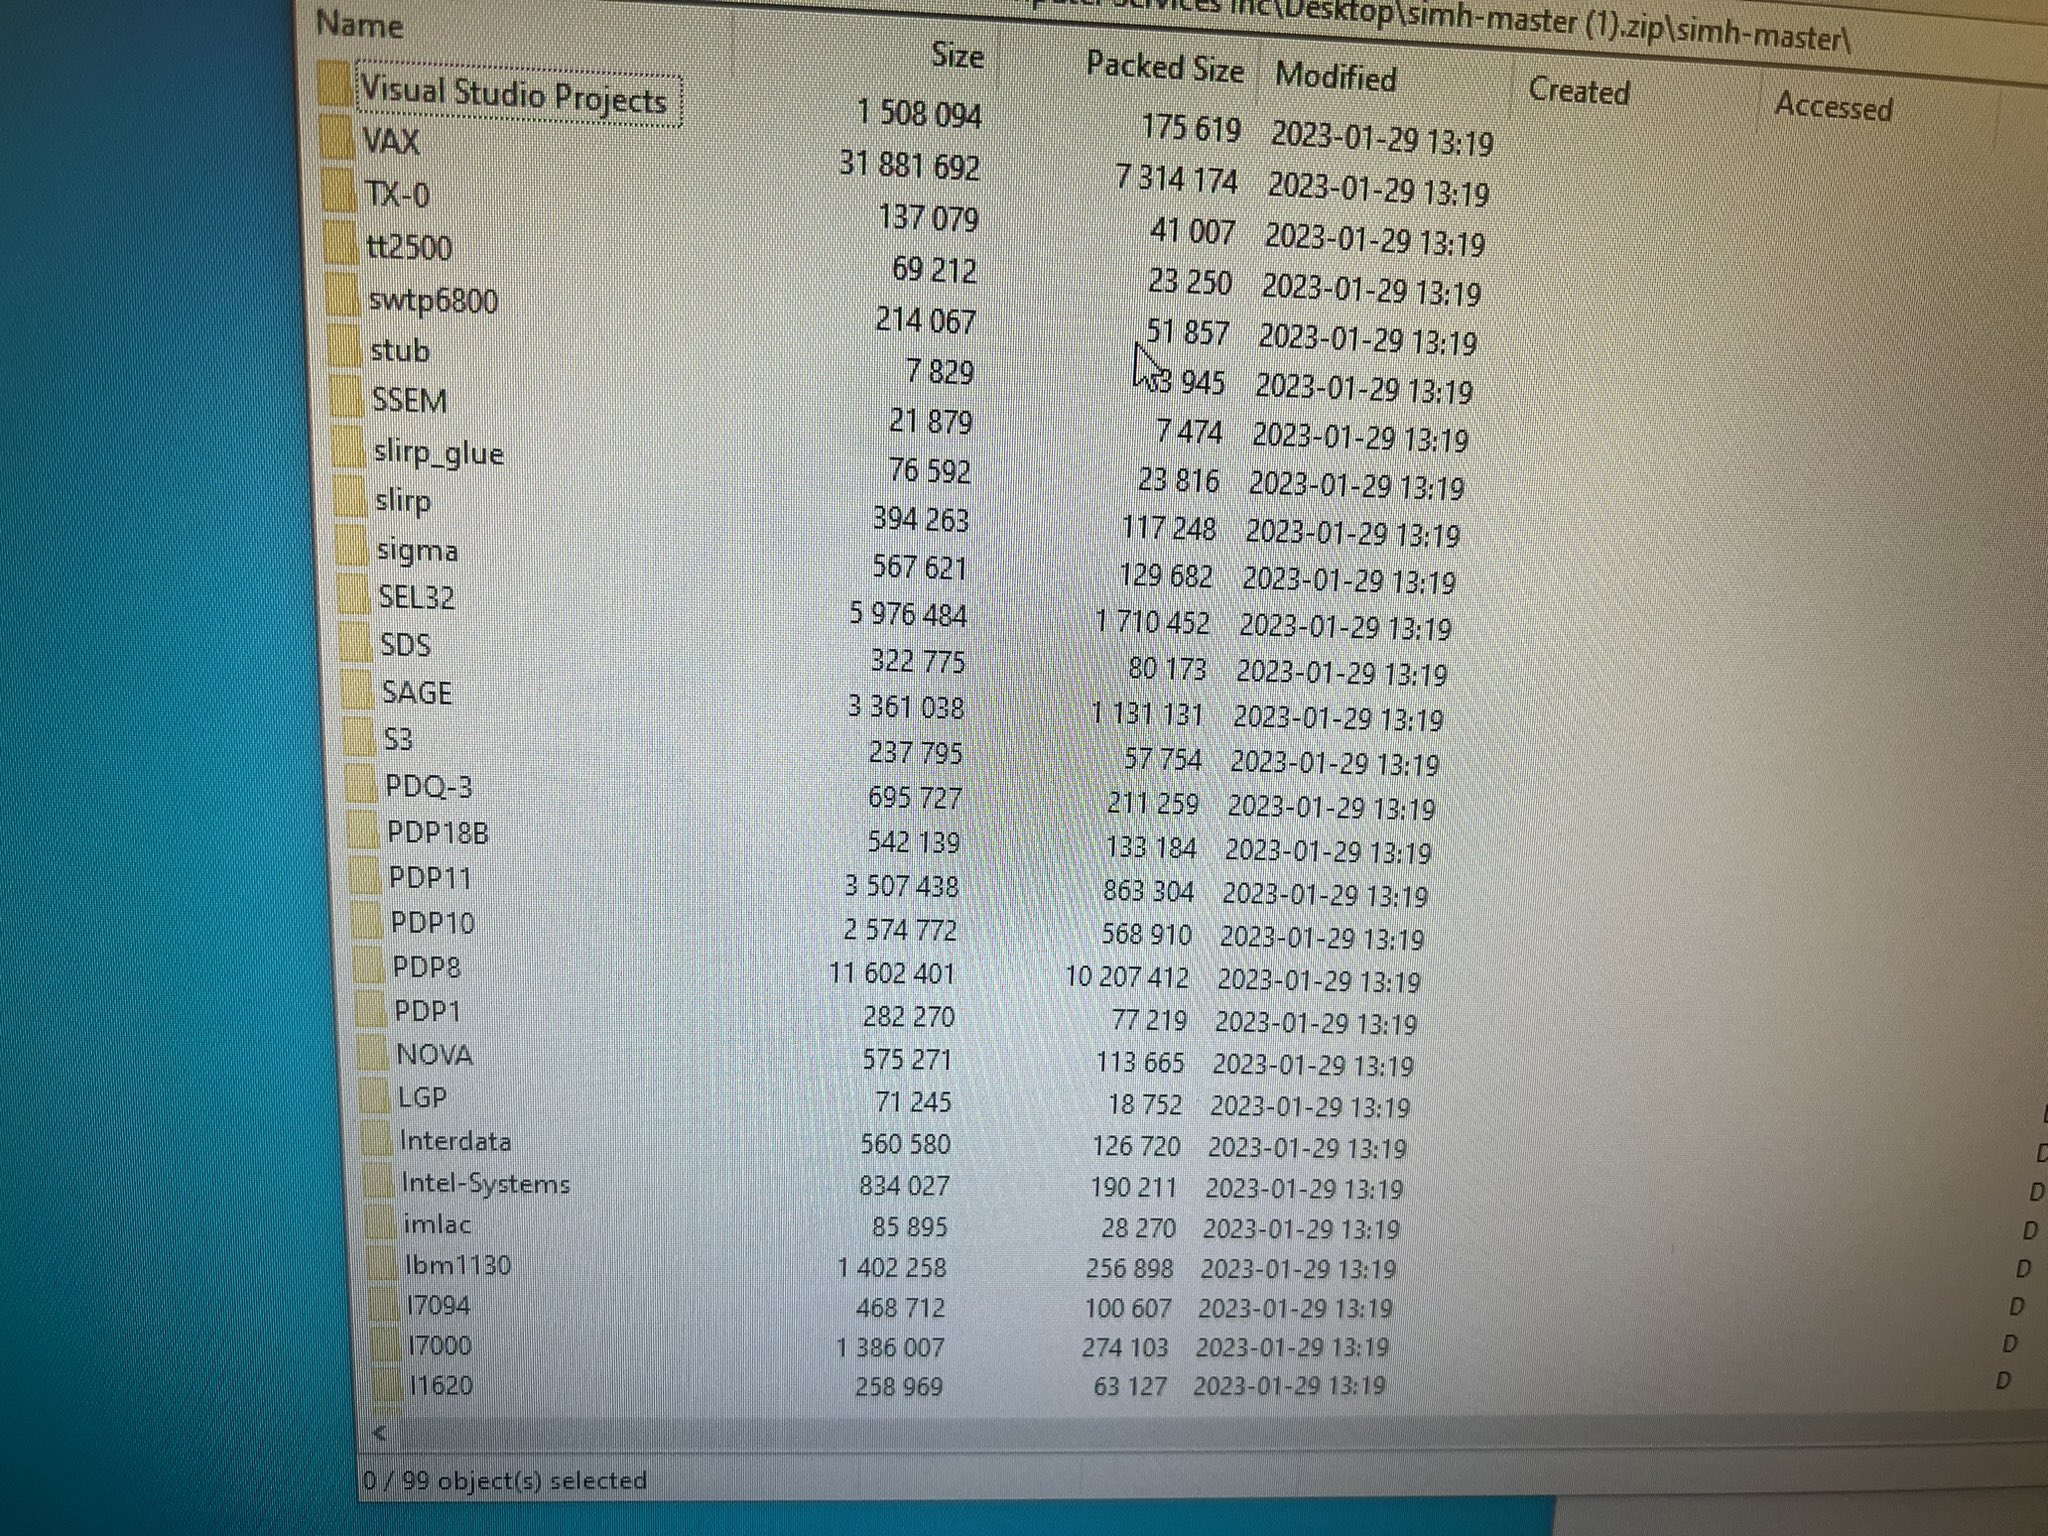 Services Inc\Desktop\simh-master (1).zip\simh-master\
Name Size Packed Size Modified Created Accessed
Visual Studio Projects 1 508 094 175 619 2023-01-29 13:19
VAX 31 881 692 7 314 174 2023-01-29 13:19
TX-0 137 079 41 007 2023-01-29 13:19
tt2500 69 212 23 250 2023-01-29 13:19
swtp6800 214 067 51 857 2023-01-29 13:19
stub 7 829 3 945 2023-01-29 13:19
SSEM 21 879 7 474 2023-01-29 13:19
slirp_glue 76 592 23 816 2023-01-29 13:19
slirp 394 263 117 248 2023-01-29 13:19
sigma 567 621 129 682 2023-01-29 13:19
SEL32 5 976 484 1 710 452 2023-01-29 13:19
SDS 322 775 80 173 2023-01-29 13:19
SAGE 3 361 038 1 131 131 2023-01-29 13:19
S3 237 795 57 754 2023-01-29 13:19
PDQ-3 695 727 211 259 2023-01-29 13:19
PDP18B 542 139 133 184 2023-01-29 13:19
PDP11 3 507 438 863 304 2023-01-29 13:19
PDP10 2 574 772 568 910 2023-01-29 13:19
PDP8 11 602 401 10 207 412 2023-01-29 13:19
PDP1 282 270 77 219 2023-01-29 13:19
NOVA 575 271 113 665 2023-01-29 13:19
LGP 71 245 18 752 2023-01-29 13:19
Interdata 560 580 126 720 2023-01-29 13:19 D
Intel-Systems 834 027 190 211 2023-01-29 13:19 D
imlac 85 895 28 270 2023-01-29 13:19 D
Ibm1130 1 402 258 256 898 2023-01-29 13:19 D
I7094 468 712 100 607 2023-01-29 13:19 D
I7000 1 386 007 274 103 2023-01-29 13:19 D
I1620 258 969 63 127 2023-01-29 13:19 D
0 / 99 object(s) selected